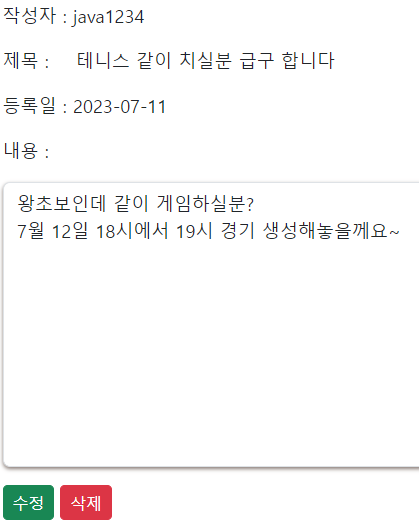 작성자 : java1234
제목 : 테니스 같이 치실분 급구 합니다
등록일 : 2023-07-11
내용 :
왕초보인데 같이 게임하실분?
7월 12일 18시에서 19시 경기 생성해놓을께요~
수정 삭제